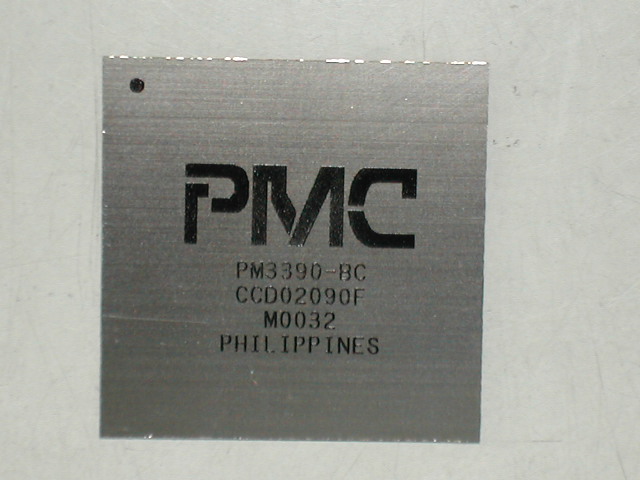 PMC
PM3390-BC
CCD02090F
M0032
PHILIPPINES